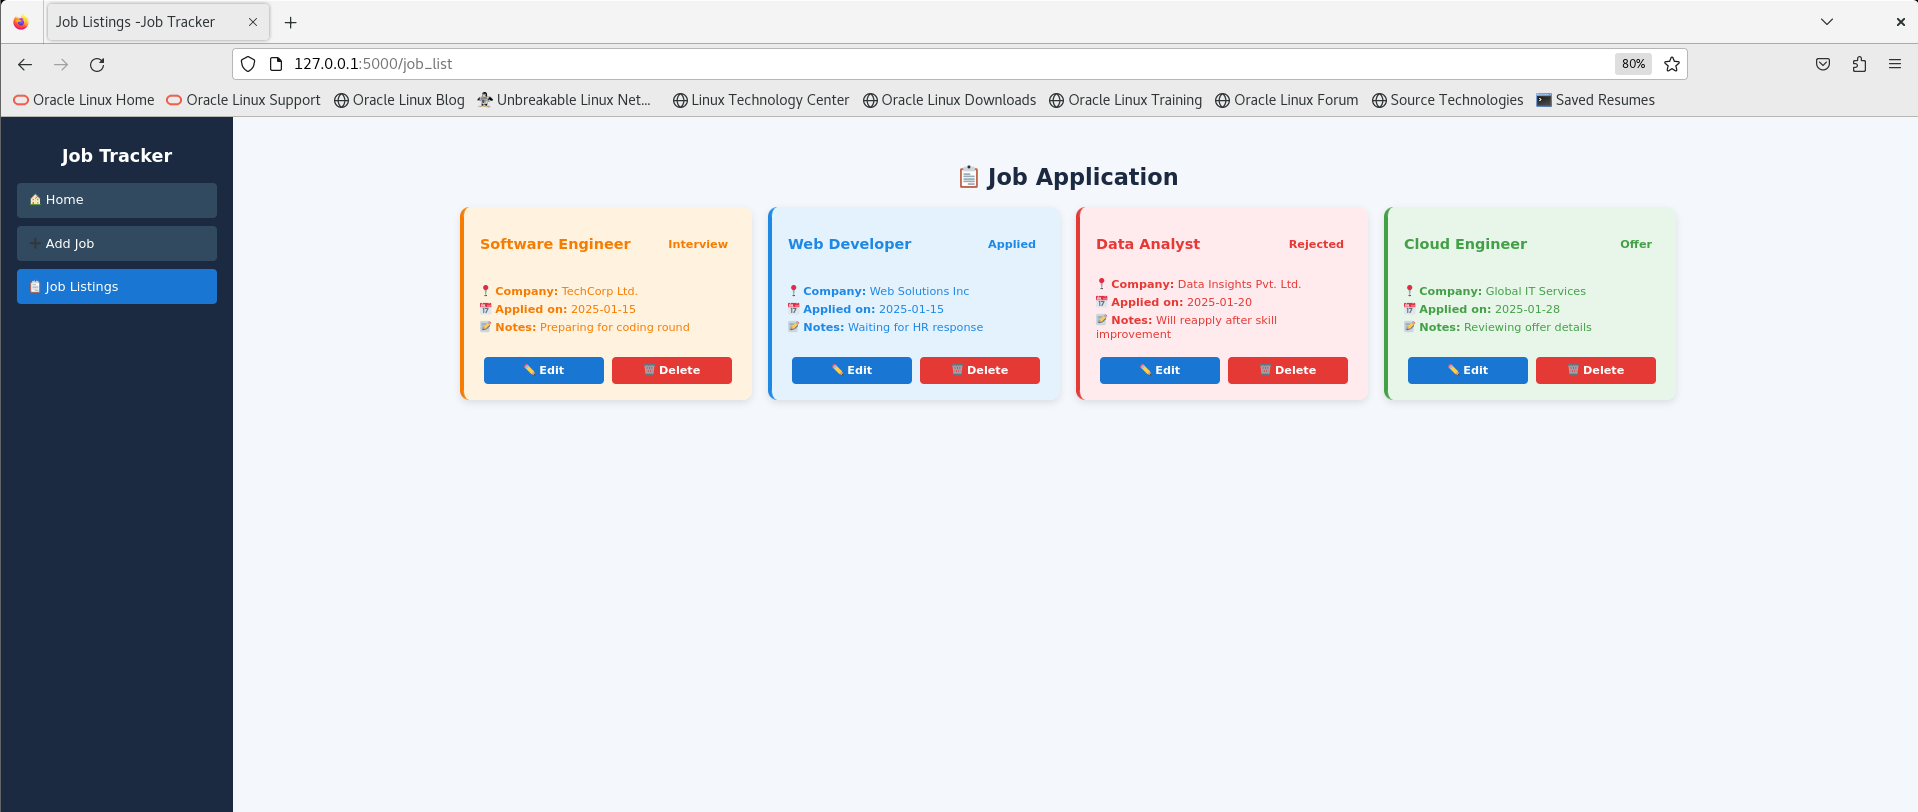 Job Listings -Job Tracker
127.0.0.1:5000/job_list
80%
Oracle Linux Home
Oracle Linux Support
Oracle Linux Blog
Unbreakable Linux Net...
Linux Technology Center
Oracle Linux Downloads
Oracle Linux Training
Oracle Linux Forum
Source Technologies
Saved Resumes
Job Tracker
Home
Add Job
Job Listings
Job Application
Software Engineer
Interview
Company: TechCorp Ltd.
Applied on: 2025-01-15
Notes: Preparing for coding round
Edit
Delete
Web Developer
Applied
Company: Web Solutions Inc
Applied on: 2025-01-15
Notes: Waiting for HR response
Edit
Delete
Data Analyst
Rejected
Company: Data Insights Pvt. Ltd.
Applied on: 2025-01-20
Notes: Will reapply after skill
improvement
Edit
Delete
Cloud Engineer
Offer
Company: Global IT Services
Applied on: 2025-01-28
Notes: Reviewing offer details
Edit
Delete